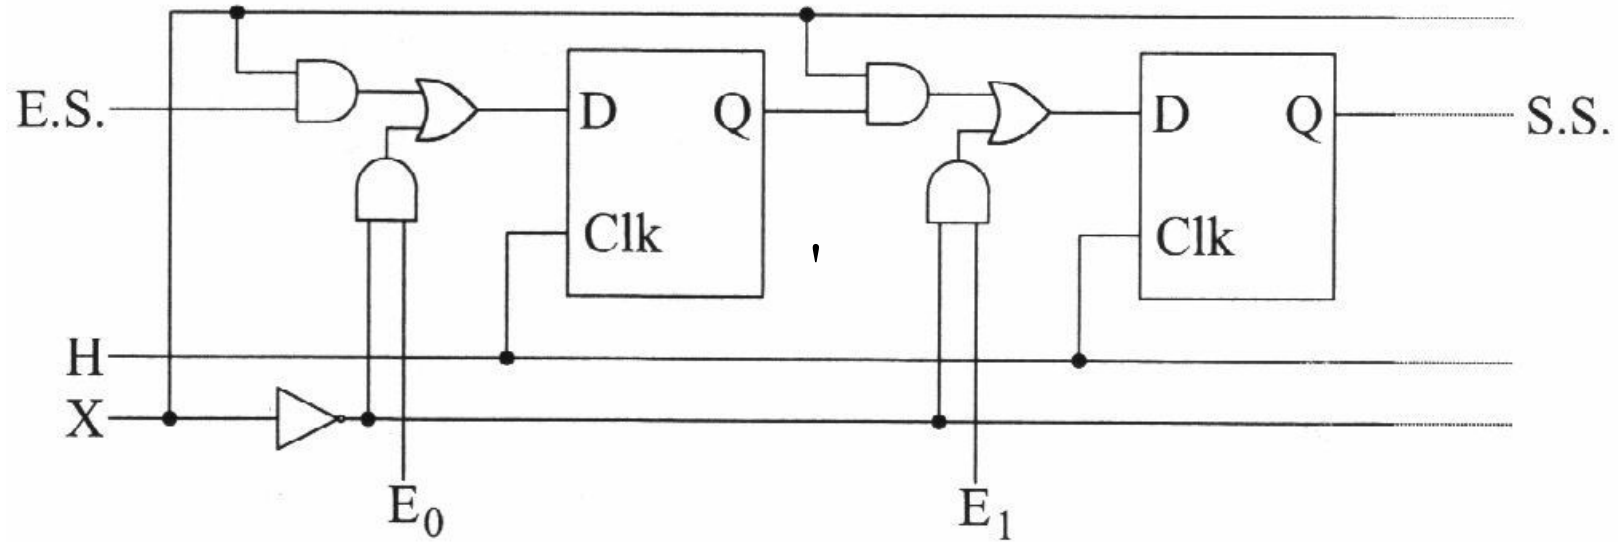 E.S.
D
Q
Clk
D
Q
Clk
S.S.
H
X
E₀
E₁